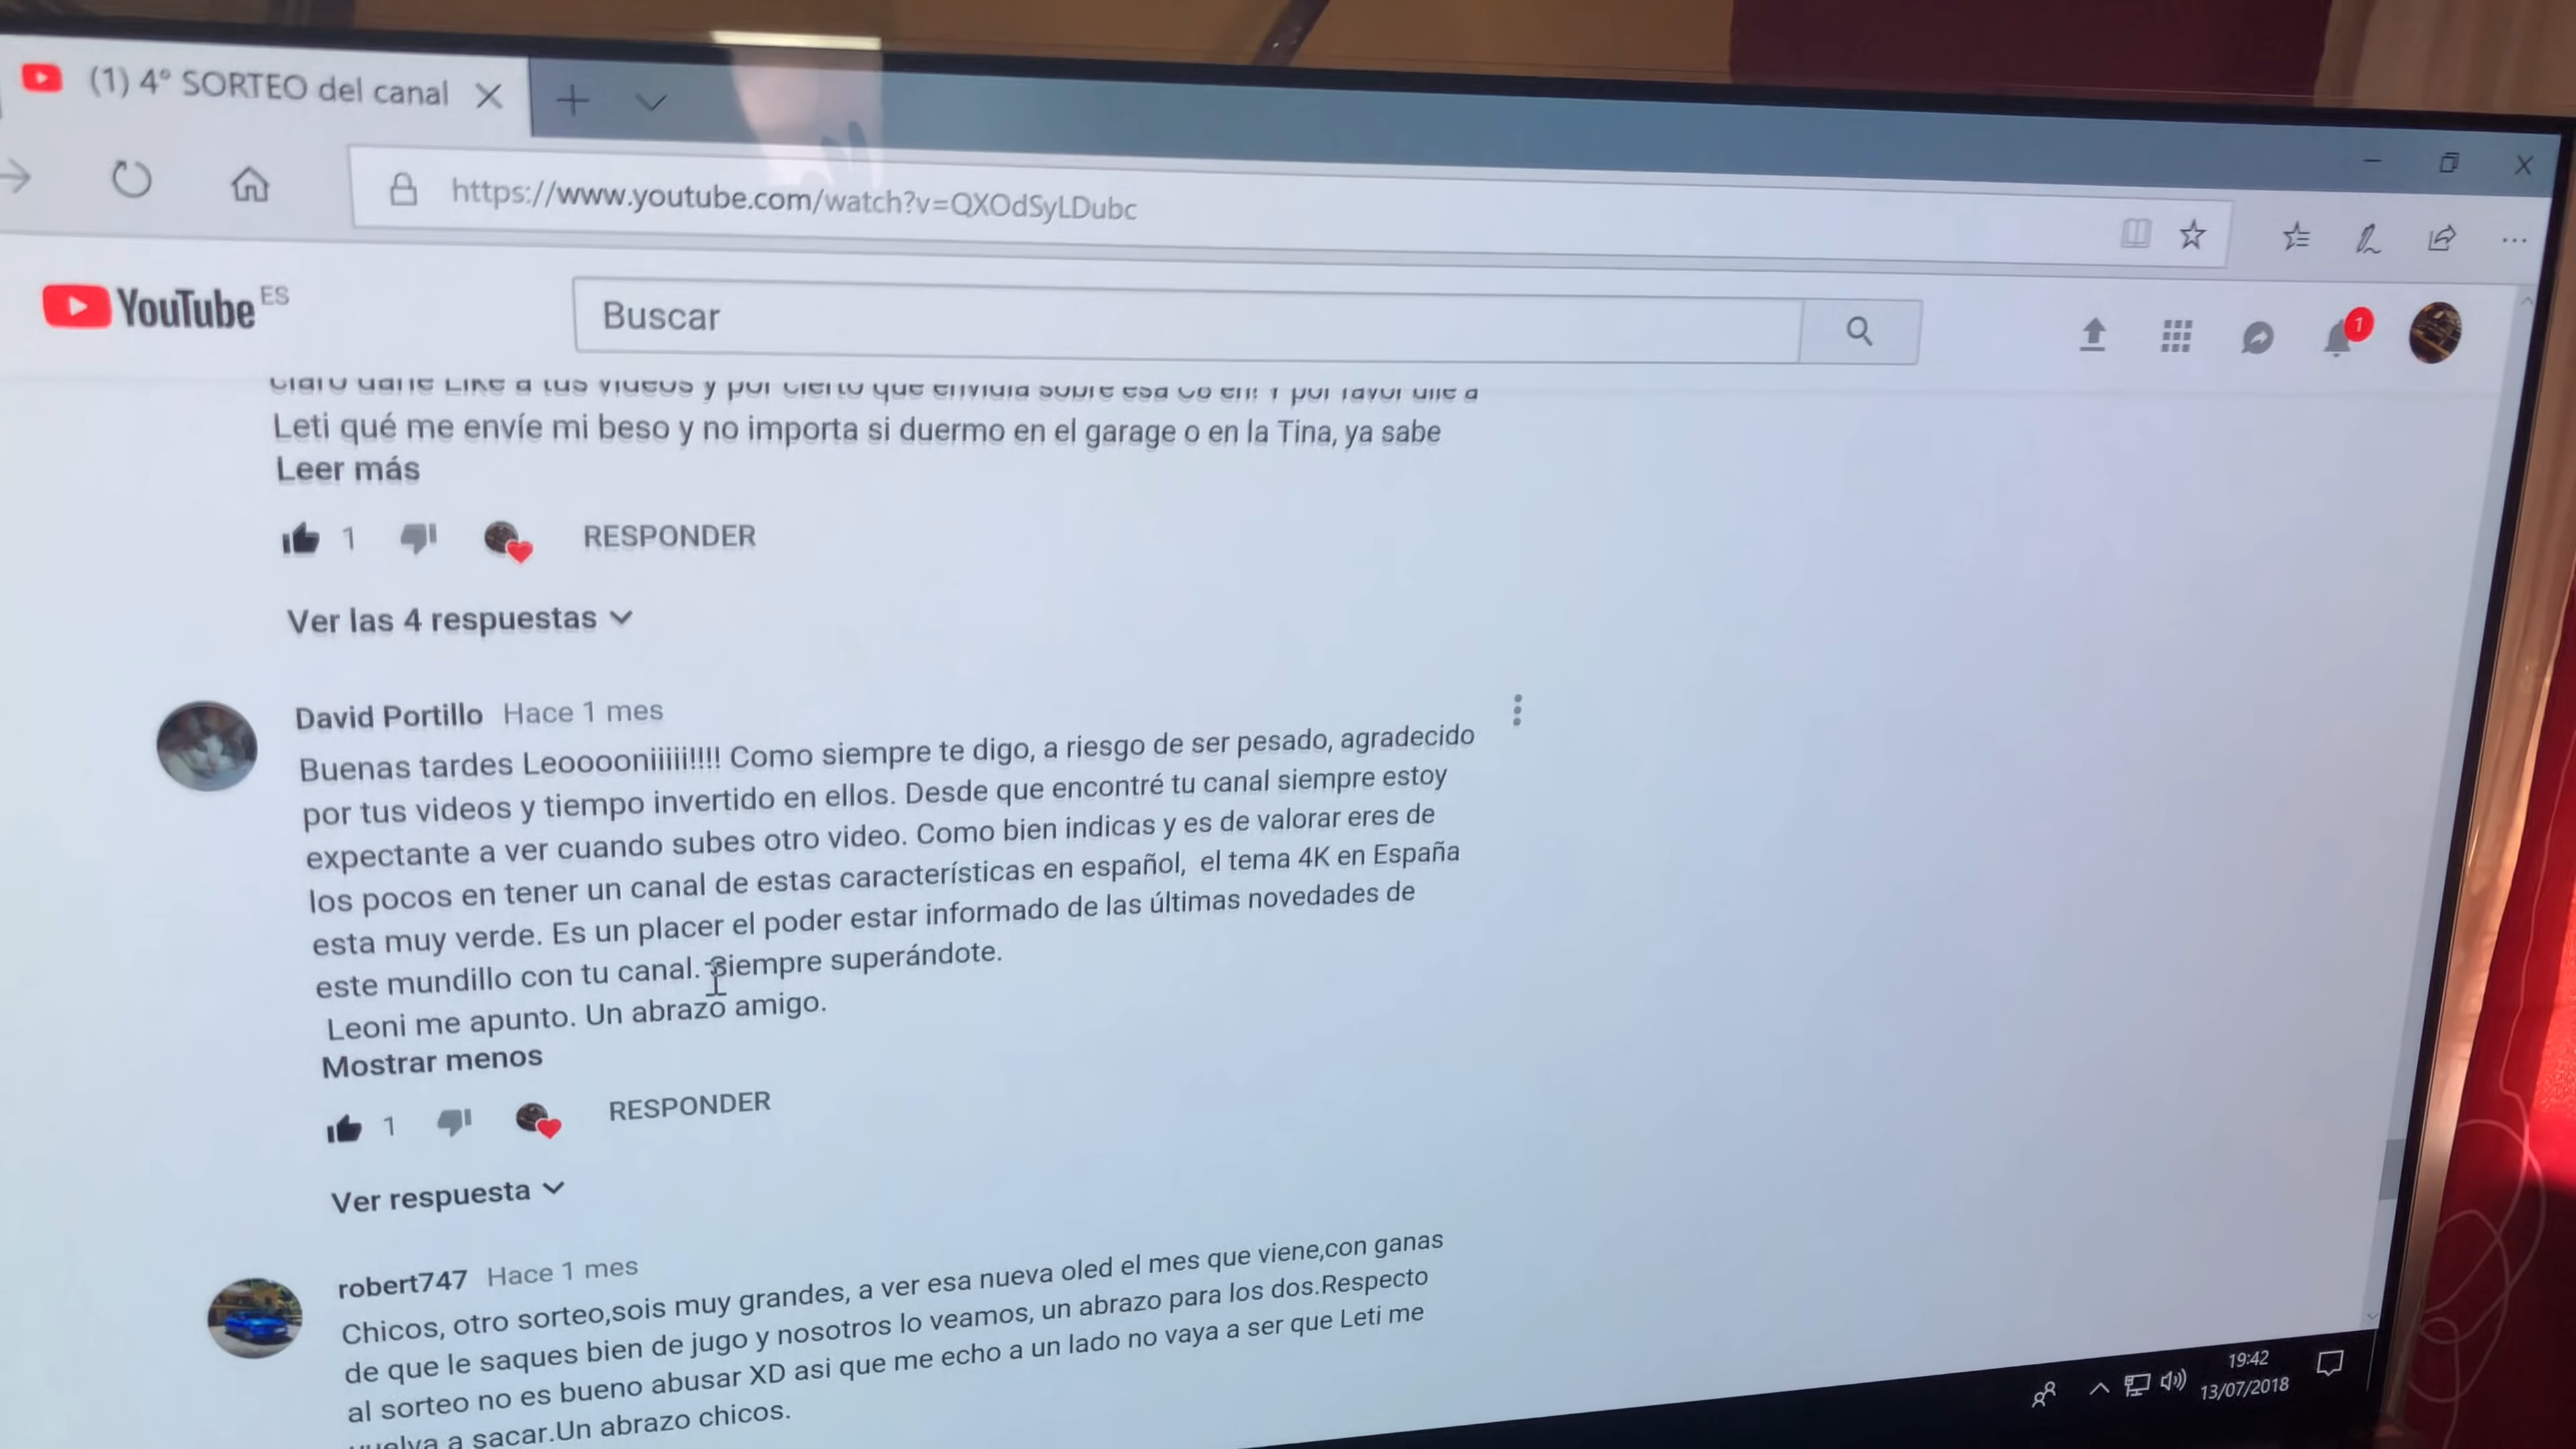 (1) 4º SORTEO del canal
https://www.youtube.com/watch?v=QXOdSyLDubc
YouTube ES
Buscar
1
a tus videos y por cierto que envidia sobre esa
Leti qué me envíe mi beso y no importa si duermo en el garage o en la Tina, ya sabe
Leer más
1 RESPONDER
Ver las 4 respuestas
David Portillo Hace 1 mes
Buenas tardes Leooooniiiii!!!! Como siempre te digo, a riesgo de ser pesado, agradecido
por tus videos y tiempo invertido en ellos. Desde que encontré tu canal siempre estoy
expectante a ver cuando subes otro video. Como bien indicas y es de valorar eres de
los pocos en tener un canal de estas características en español, el tema 4K en España
esta muy verde. Es un placer el poder estar informado de las últimas novedades de
este mundillo con tu canal. Siempre superándote.
Leoni me apunto. Un abrazo amigo.
Mostrar menos
1 RESPONDER
Ver respuesta
robert747 Hace 1 mes
Chicos, otro sorteo,sois muy grandes, a ver esa nueva oled el mes que viene,con ganas
de que le saques bien de jugo y nosotros lo veamos, un abrazo para los dos.Respecto
al sorteo no es bueno abusar XD asi que me echo a un lado no vaya a ser que Leti me
vuelva a sacar.Un abrazo chicos.
19:42
13/07/2018